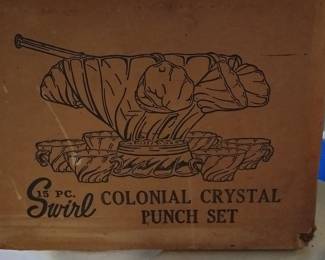 15 PC.
Swirl COLONIAL CRYSTAL
PUNCH SET